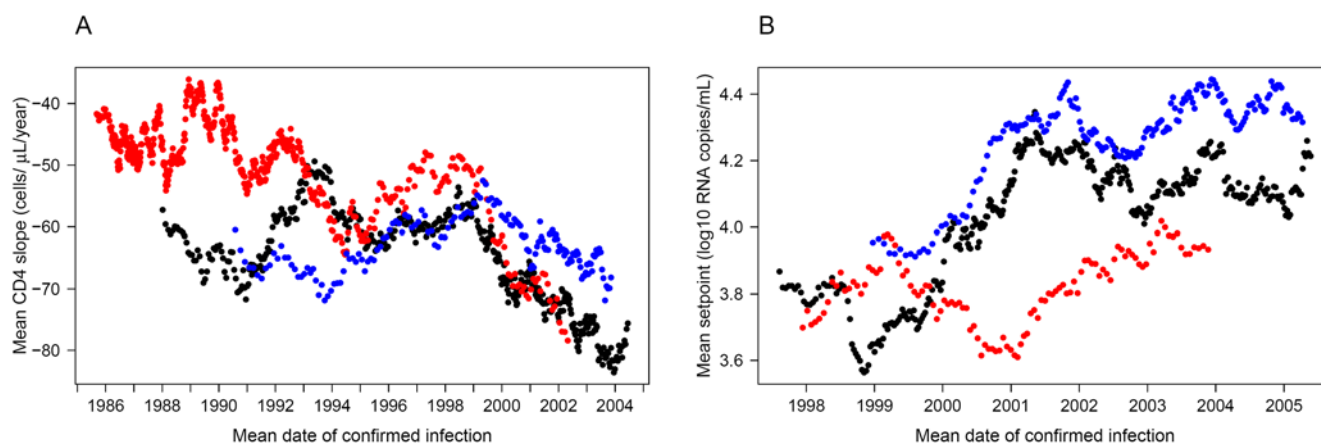 A
Mean CD4 slope (cells/ μL/year)
−40
−50
−60
−70
−80
1986 1988 1990 1992 1994 1996 1998 2000 2002 2004
Mean date of confirmed infection
B
Mean setpoint (log10 RNA copies/mL)
4.4
4.2
4.0
3.8
3.6
1998 1999 2000 2001 2002 2003 2004 2005
Mean date of confirmed infection